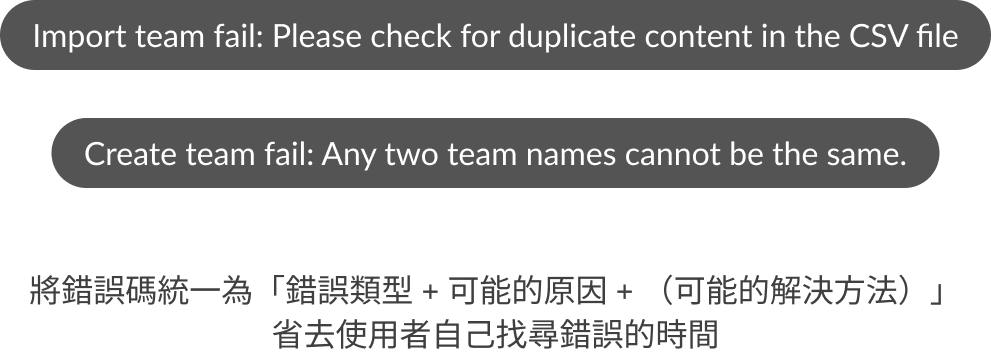 Import team fail: Please check for duplicate content in the CSV file
Create team fail: Any two team names cannot be the same.
將錯誤碼統一為「錯誤類型 + 可能的原因 + （可能的解決方法）」
省去使用者自己找尋錯誤的時間